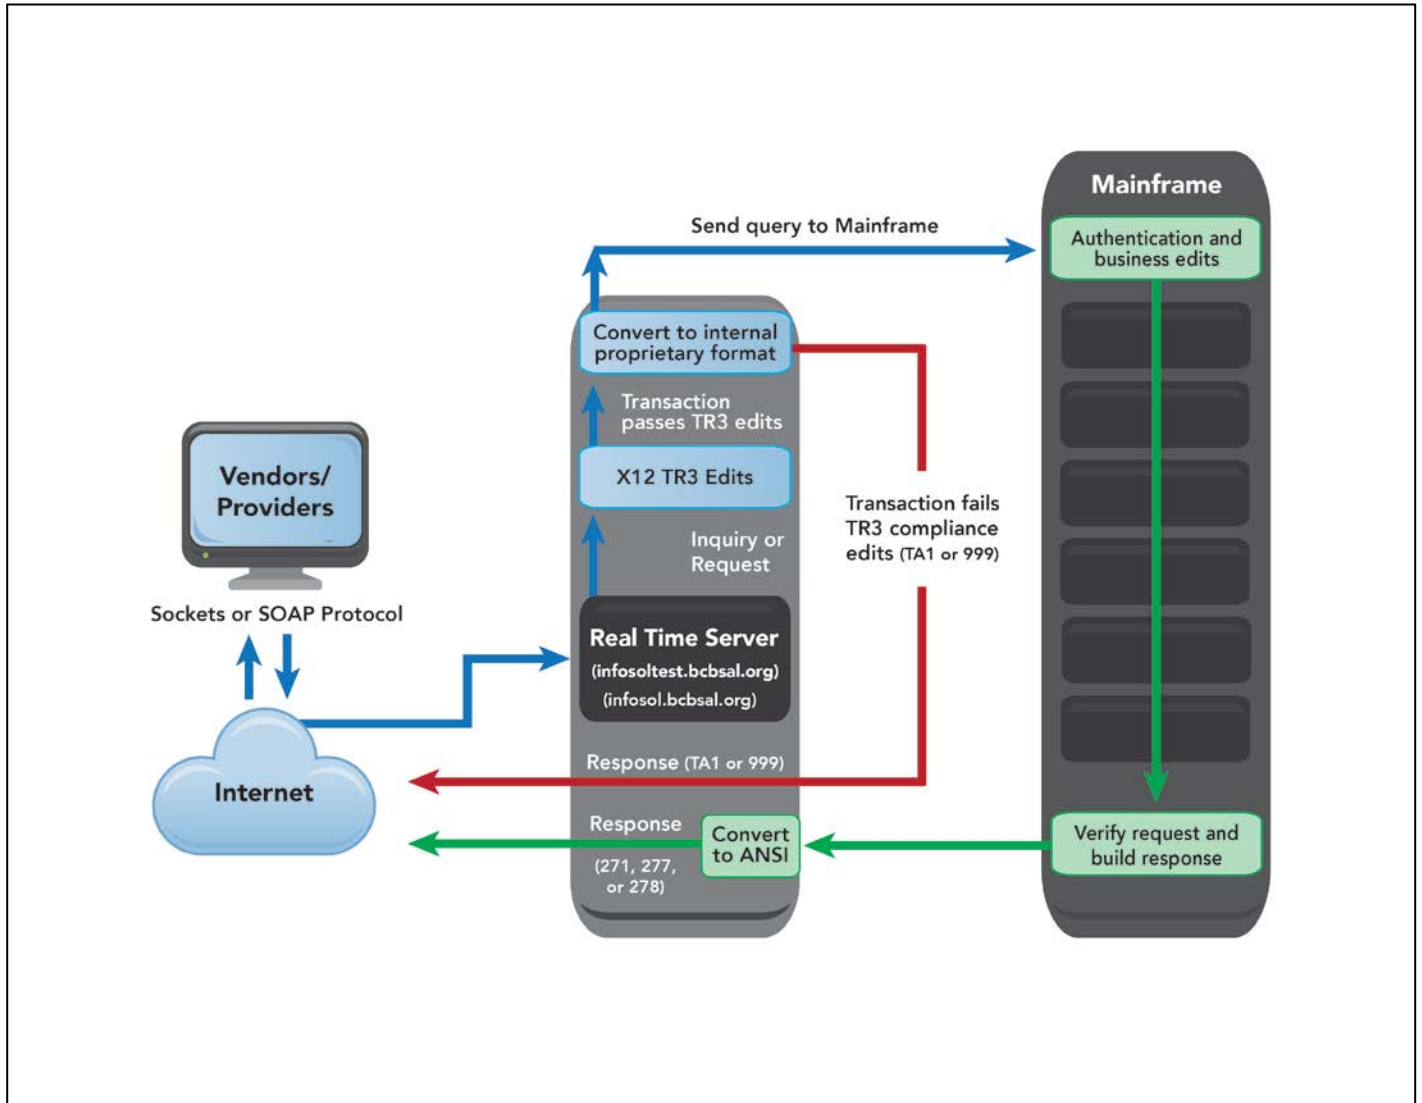 Mainframe
Send query to Mainframe
Authentication and
business edits
Convert to internal
proprietary format
Transaction
passes TR3 edits
X12 TR3 Edits
Vendors/
Providers
Transaction fails
TR3 compliance
edits (TA1 or 999)
Inquiry or
Request
Sockets or SOAP Protocol
Real Time Server
(infosoltest.bcbsal.org)
(infosol.bcbsal.org)
Response (TA1 or 999)
Internet
Response
(271, 277,
or 278)
Convert
to ANSI
Verify request and
build response